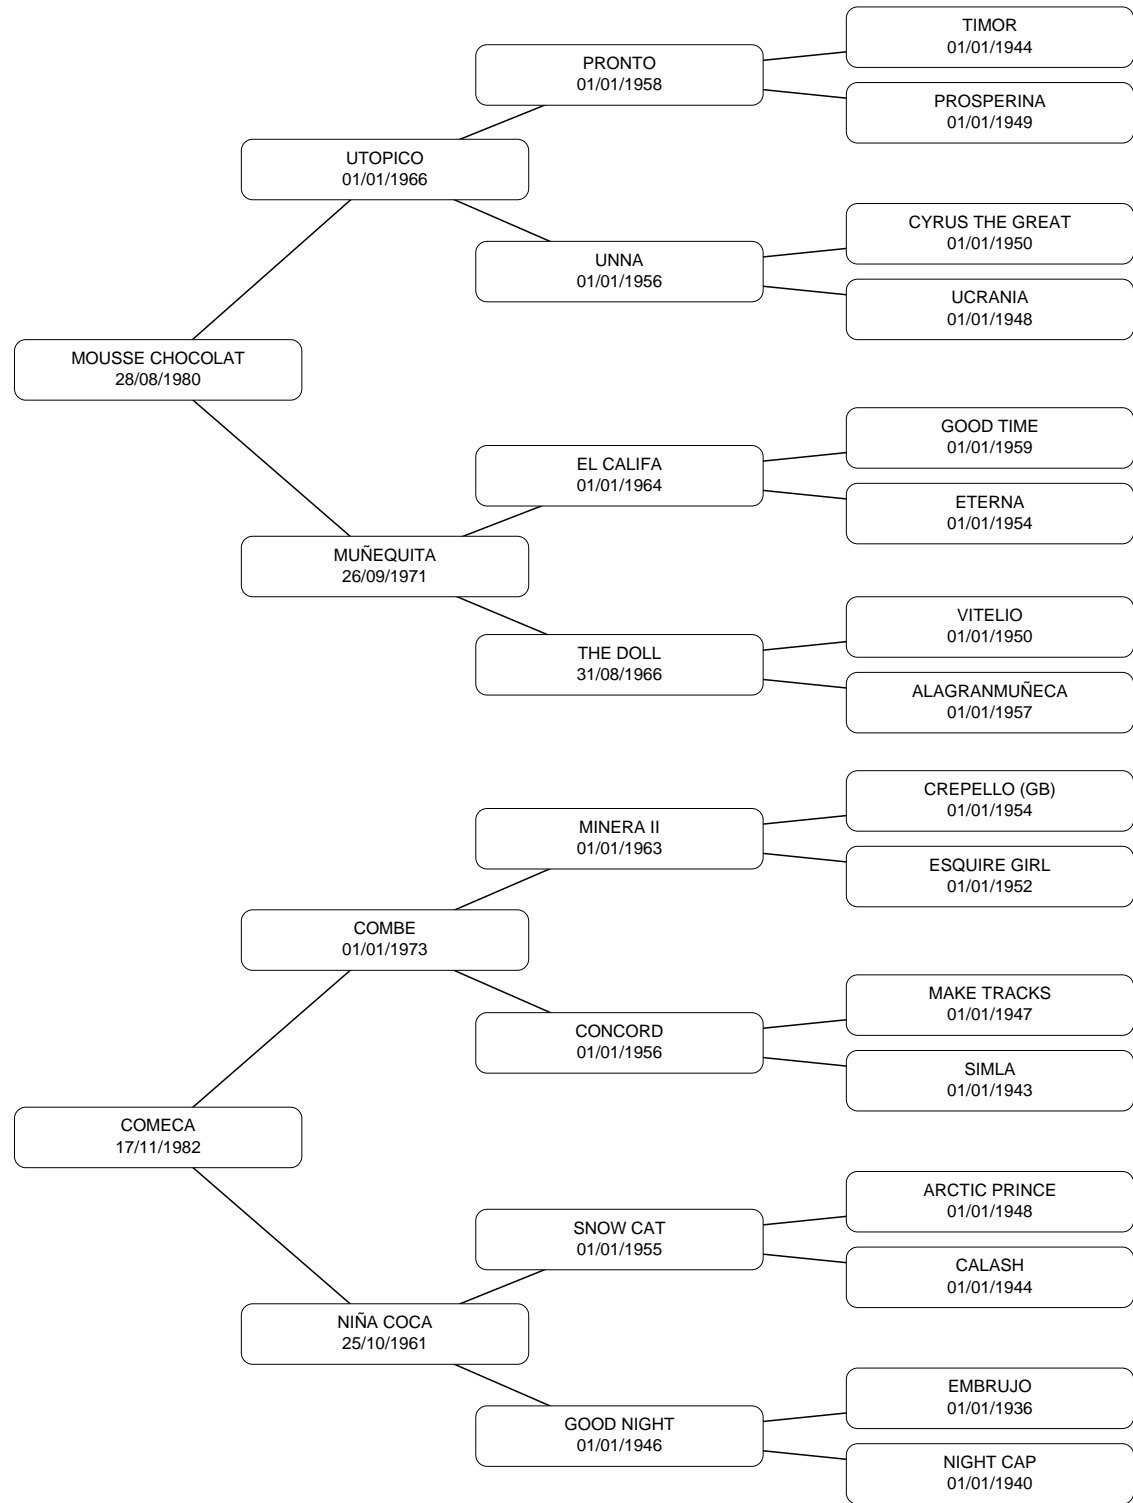 TIMOR
01/01/1944
PRONTO
01/01/1958
PROSPERINA
01/01/1949
UTOPICO
01/01/1966
CYRUS THE GREAT
01/01/1950
UNNA
01/01/1956
UCRANIA
01/01/1948
MOUSSE CHOCOLAT
28/08/1980
GOOD TIME
01/01/1959
EL CALIFA
01/01/1964
ETERNA
01/01/1954
MUÑEQUITA
26/09/1971
VITELIO
01/01/1950
THE DOLL
31/08/1966
ALAGRANMUÑECA
01/01/1957
CREPELLO (GB)
01/01/1954
MINERA II
01/01/1963
ESQUIRE GIRL
01/01/1952
COMBE
01/01/1973
MAKE TRACKS
01/01/1947
CONCORD
01/01/1956
SIMLA
01/01/1943
COMECA
17/11/1982
ARCTIC PRINCE
01/01/1948
SNOW CAT
01/01/1955
CALASH
01/01/1944
NIÑA COCA
25/10/1961
EMBRUJO
01/01/1936
GOOD NIGHT
01/01/1946
NIGHT CAP
01/01/1940